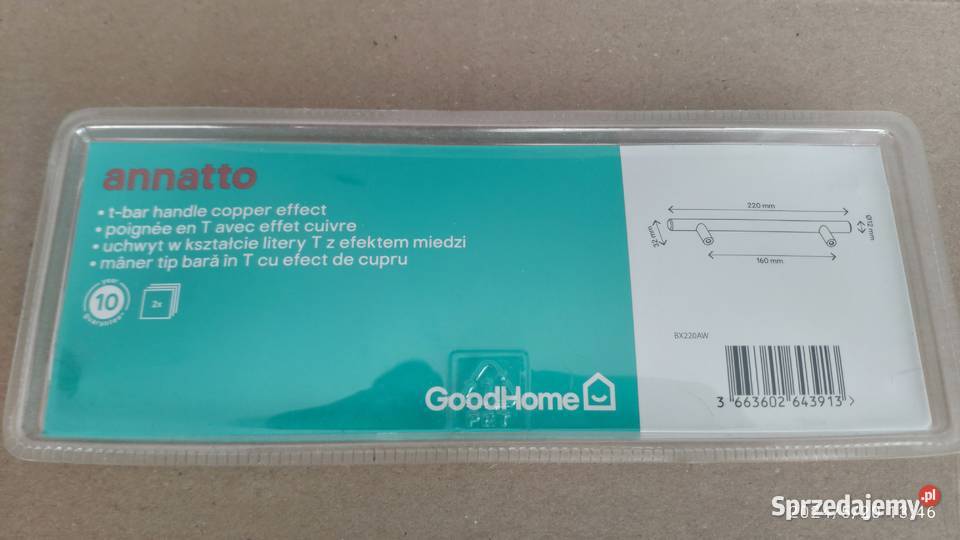 annatto
• t-bar handle copper effect
• poignée en T avec effet cuivre
• uchwyt w kształcie litery T z efektem miedzi
• mâner tip bară în T cu efect de cupru
year
10
guarantee
2x
GoodHome
220 mm
32 mm
Ø12 mm
160 mm
BX220AW
3 663602 643913 >
Sprzedajemy.pl